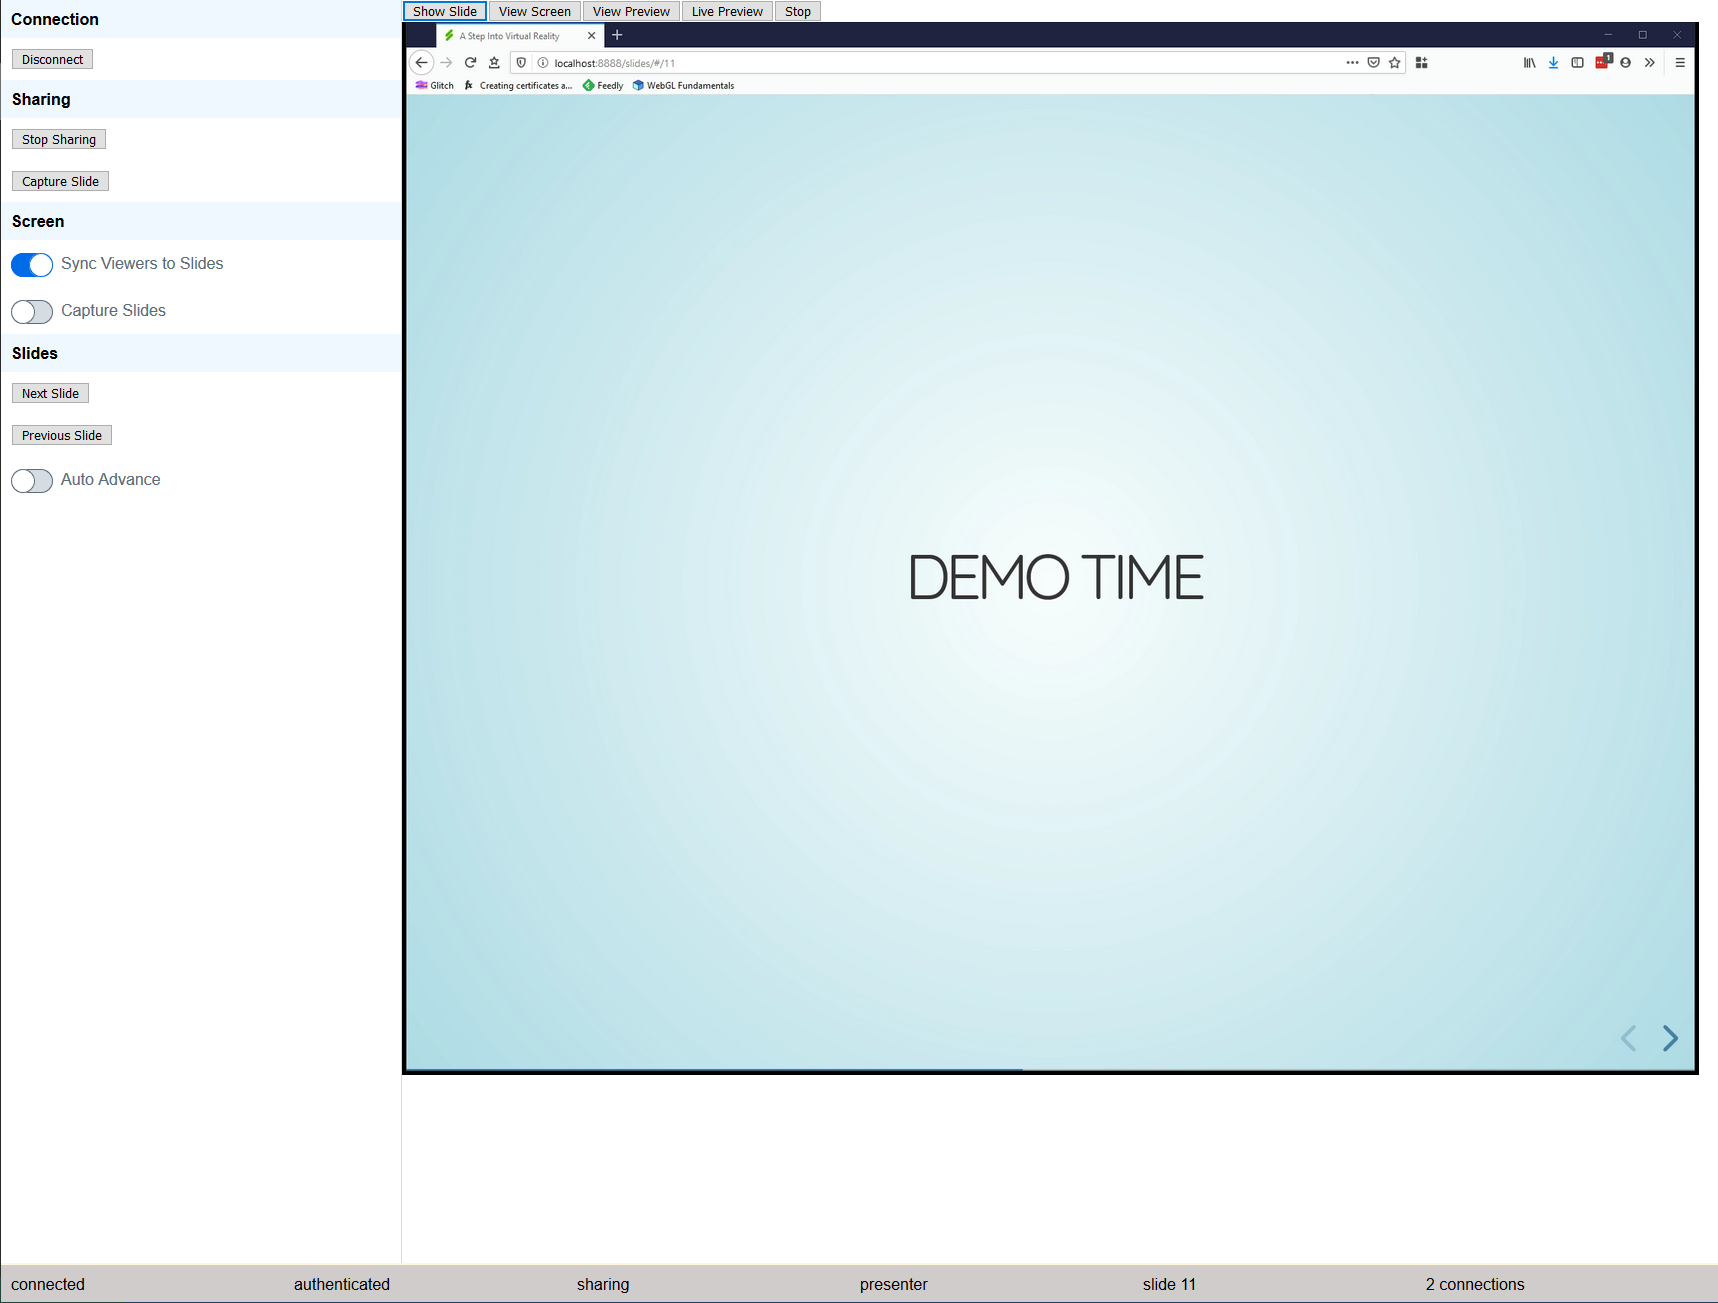 Connection
Disconnect
Sharing
Stop Sharing
Capture Slide
Screen
Sync Viewers to Slides
Capture Slides
Slides
Next Slide
Previous Slide
Auto Advance
Show Slide View Screen View Preview Live Preview Stop
A Step Into Virtual Reality
localhost:8888/slides/#/11
1
Glitch fx Creating certificates a... Feedly WebGL Fundamentals
DEMO TIME
connected authenticated sharing presenter slide 11 2 connections